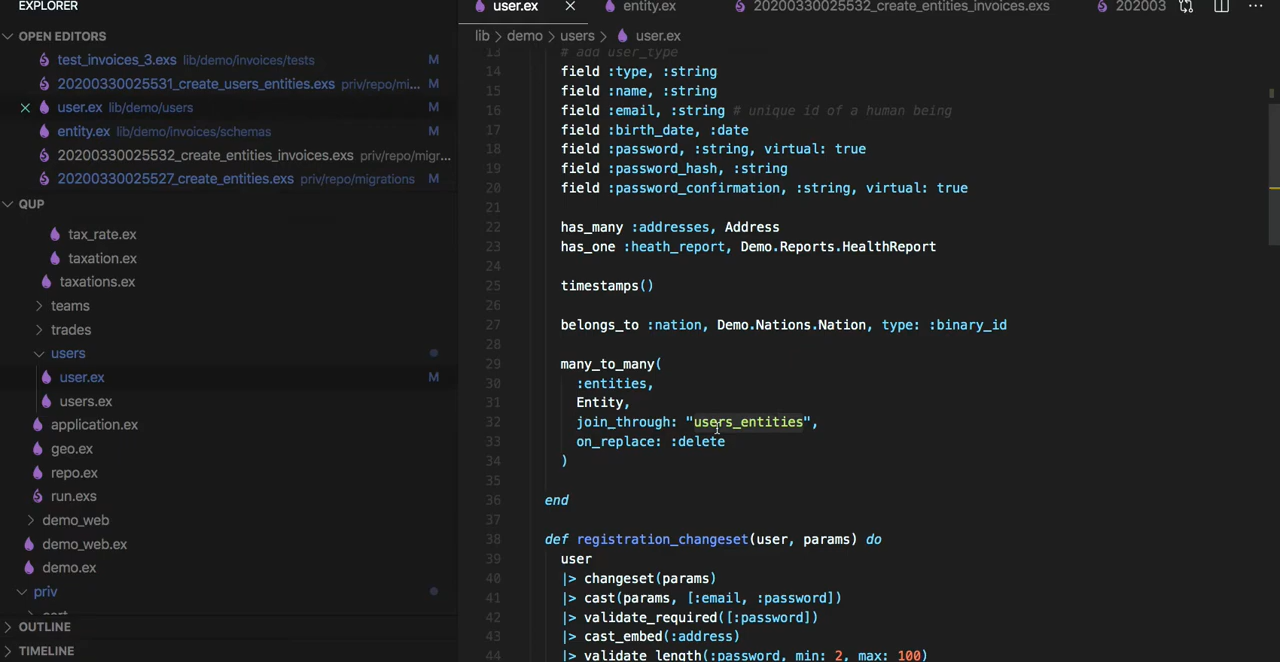 EXPLORER
OPEN EDITORS
test_invoices_3.exs lib/demo/invoices/tests M
20200330025531_create_users_entities.exs priv/repo/mi... M
user.ex lib/demo/users M
entity.ex lib/demo/invoices/schemas M
20200330025532_create_entities_invoices.exs priv/repo/migr...
20200330025527_create_entities.exs priv/repo/migrations M
QUP
tax_rate.ex
taxation.ex
taxations.ex
teams
trades
users
user.ex M
users.ex
application.ex
geo.ex
repo.ex
run.exs
demo_web
demo_web.ex
demo.ex
priv
OUTLINE
TIMELINE
user.ex entity.ex 20200330025532_create_entities_invoices.exs 202003
lib > demo > users > user.ex
13 # add user_type
14 field :type, :string
15 field :name, :string
16 field :email, :string # unique id of a human being
17 field :birth_date, :date
18 field :password, :string, virtual: true
19 field :password_hash, :string
20 field :password_confirmation, :string, virtual: true
21
22 has_many :addresses, Address
23 has_one :heath_report, Demo.Reports.HealthReport
24
25 timestamps()
26
27 belongs_to :nation, Demo.Nations.Nation, type: :binary_id
28
29 many_to_many(
30 :entities,
31 Entity,
32 join_through: "users_entities",
33 on_replace: :delete
34 )
35
36 end
37
38 def registration_changeset(user, params) do
39 user
40 |> changeset(params)
41 |> cast(params, [:email, :password])
42 |> validate_required([:password])
43 |> cast_embed(:address)
44 |> validate_length(:password, min: 2, max: 100)